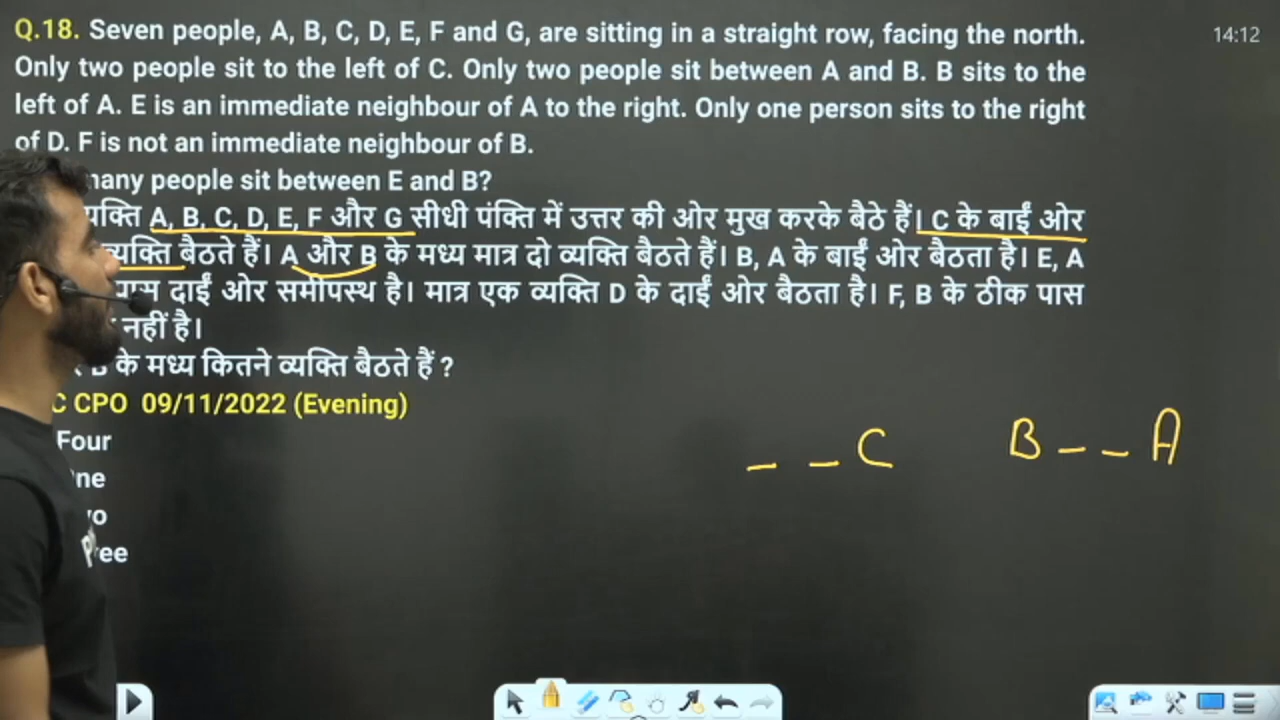 Q.18. Seven people, A, B, C, D, E, F and G, are sitting in a straight row, facing the north.
14:12
Only two people sit to the left of C. Only two people sit between A and B. B sits to the
left of A. E is an immediate neighbour of A to the right. Only one person sits to the right
of D. F is not an immediate neighbour of B.
many people sit between E and B?
A, B, C, D, E, F और G सीधी पंक्ति में उत्तर की ओर मुख करके बैठे हैं। C के बाईं ओर
बैठते हैं। A और B के मध्य मात्र दो व्यक्ति बैठते हैं। B, A के बाईं ओर बैठता है। E, A
दाईं ओर समीपस्थ है। मात्र एक व्यक्ति D के दाईं ओर बैठता है। F, B के ठीक पास
नहीं है।
के मध्य कितने व्यक्ति बैठते हैं ?
CPO 09/11/2022 (Evening)
Four
_ _ C B _ _ A